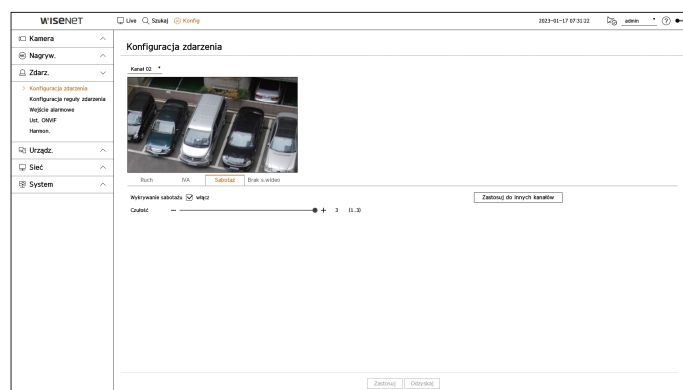 WISENET
Live Szukaj Konfig
2023-01-17 07:31:22 admin ?
Kamera
Nagryw.
Zdarz.
Konfiguracja zdarzenia
Konfiguracja reguły zdarzenia
Wejście alarmowe
Ust. ONVIF
Harmon.
Urządz.
Sieć
System
Konfiguracja zdarzenia
Kanał 02
Ruch IVA Sabotaż Brak s.wideo
Wykrywanie sabotażu włącz Zastosuj do innych kanałów
Czułość − + 3 (1..3)
Zastosuj Odzyskaj